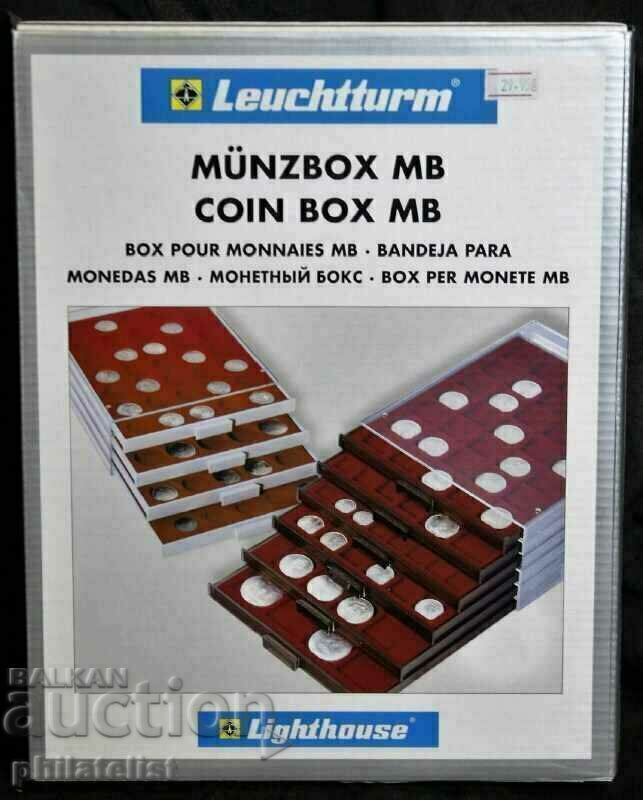 Leuchtturm®
MÜNZBOX MB
COIN BOX MB
BOX POUR MONNAIES MB · BANDEJA PARA
MONEDAS MB · МОНЕТНЫЙ БОКС · BOX PER MONETE MB
BALKAN
auction
philatelist
Lighthouse®